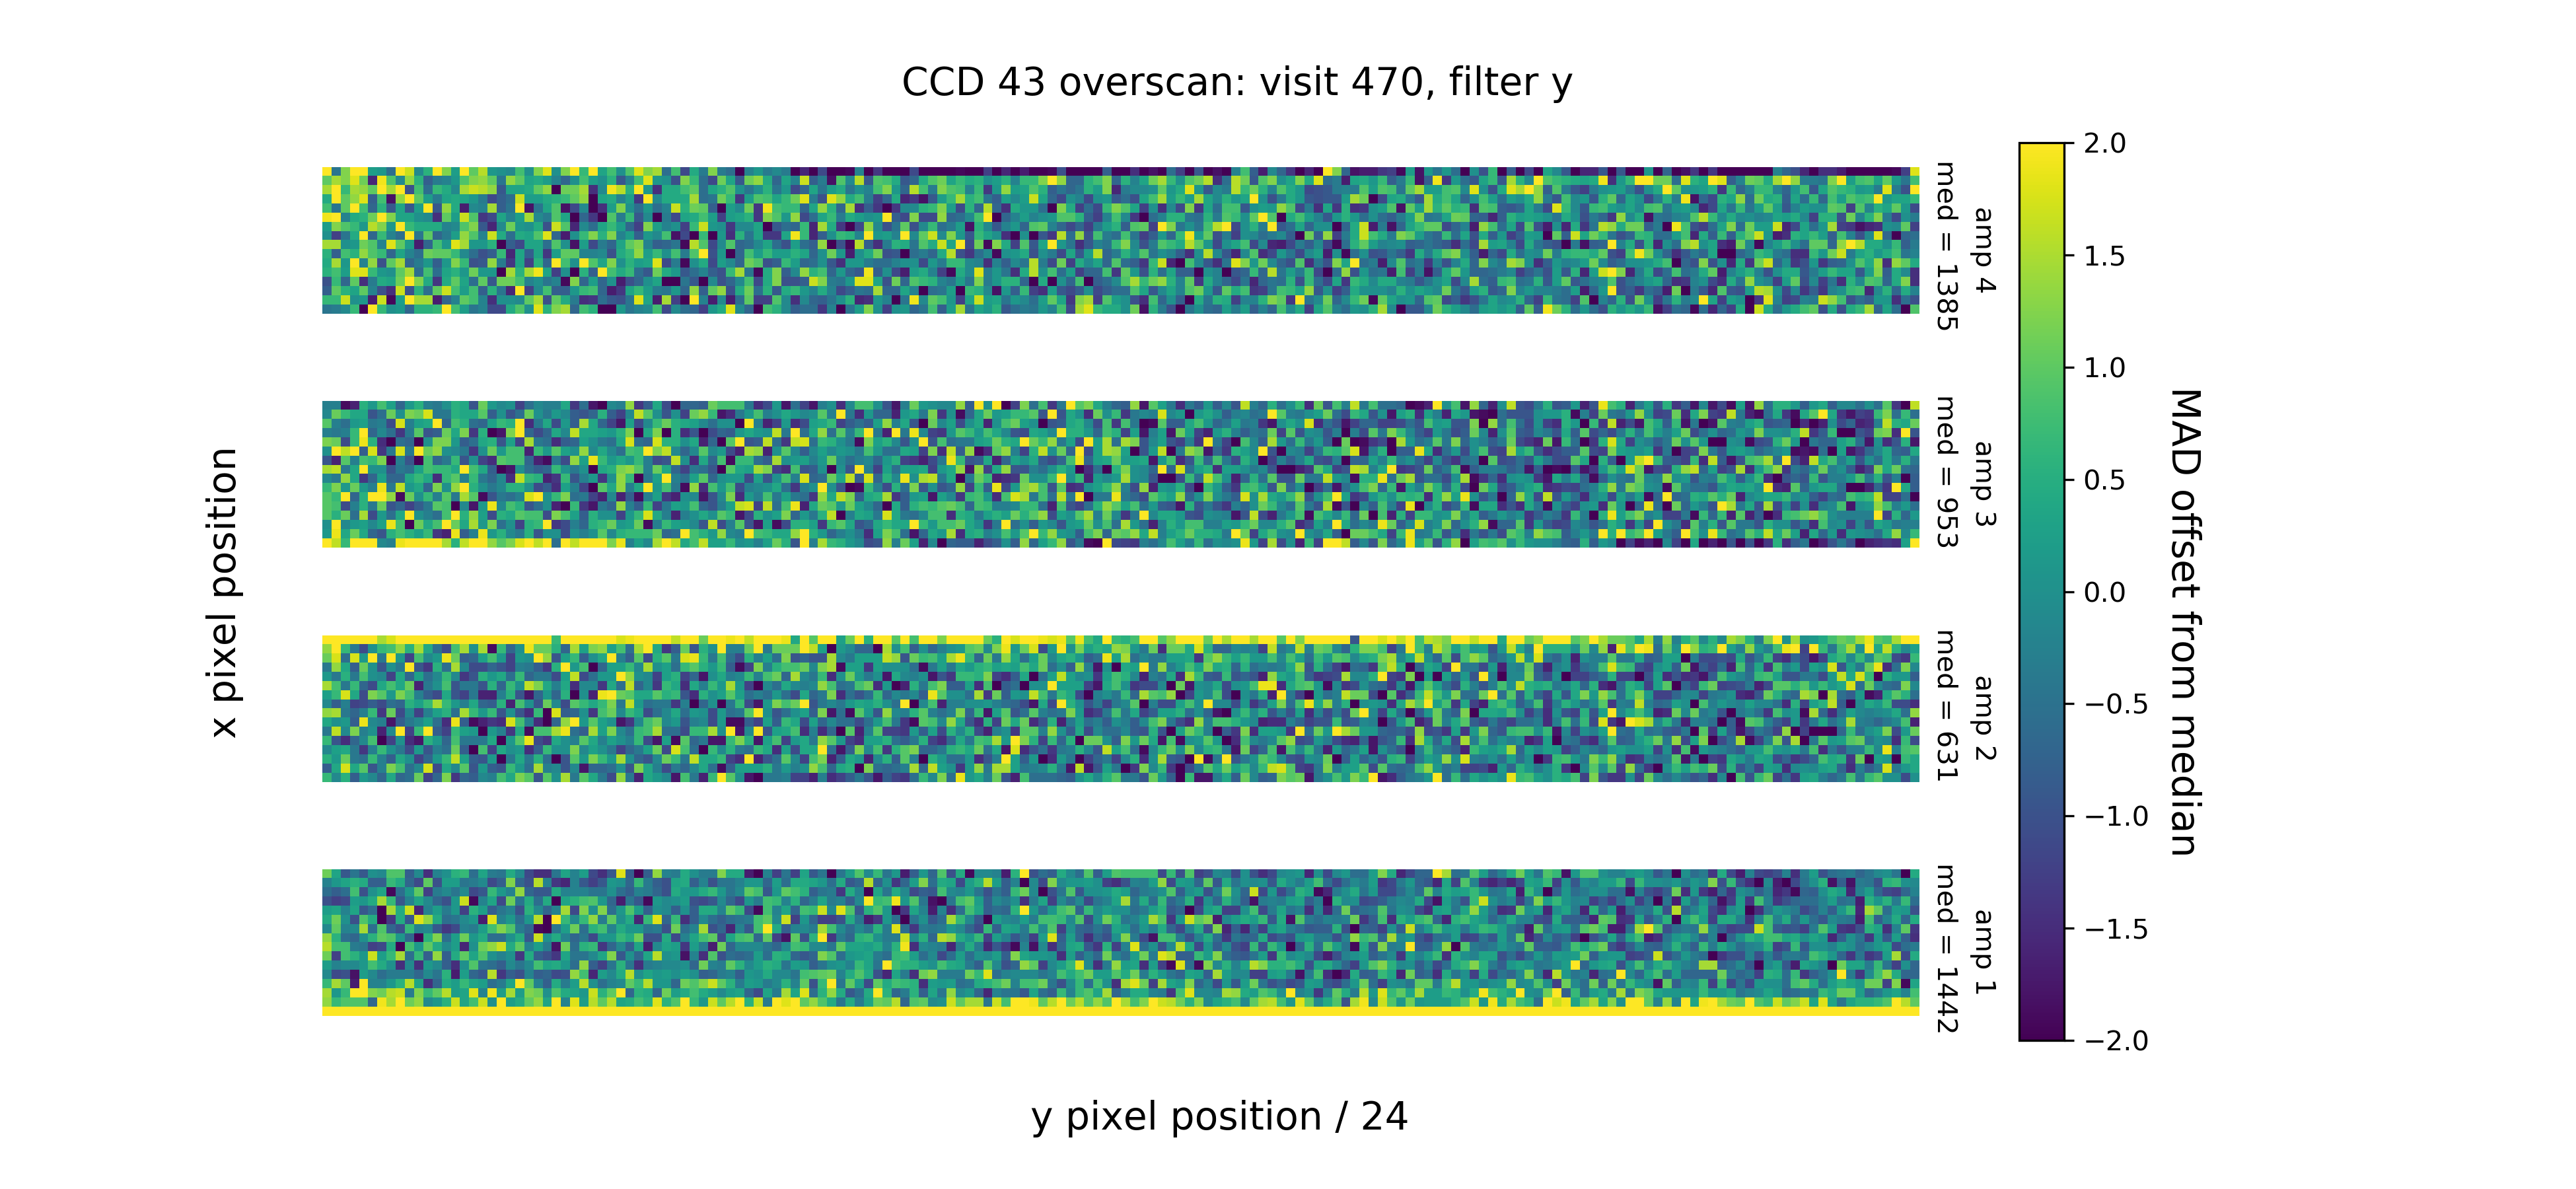 CCD 43 overscan: visit 470, filter y
x pixel position
amp 4
med = 1385
amp 3
med = 953
amp 2
med = 631
amp 1
med = 1442
y pixel position / 24
2.0
1.5
1.0
0.5
0.0
−0.5
−1.0
−1.5
−2.0
MAD offset from median